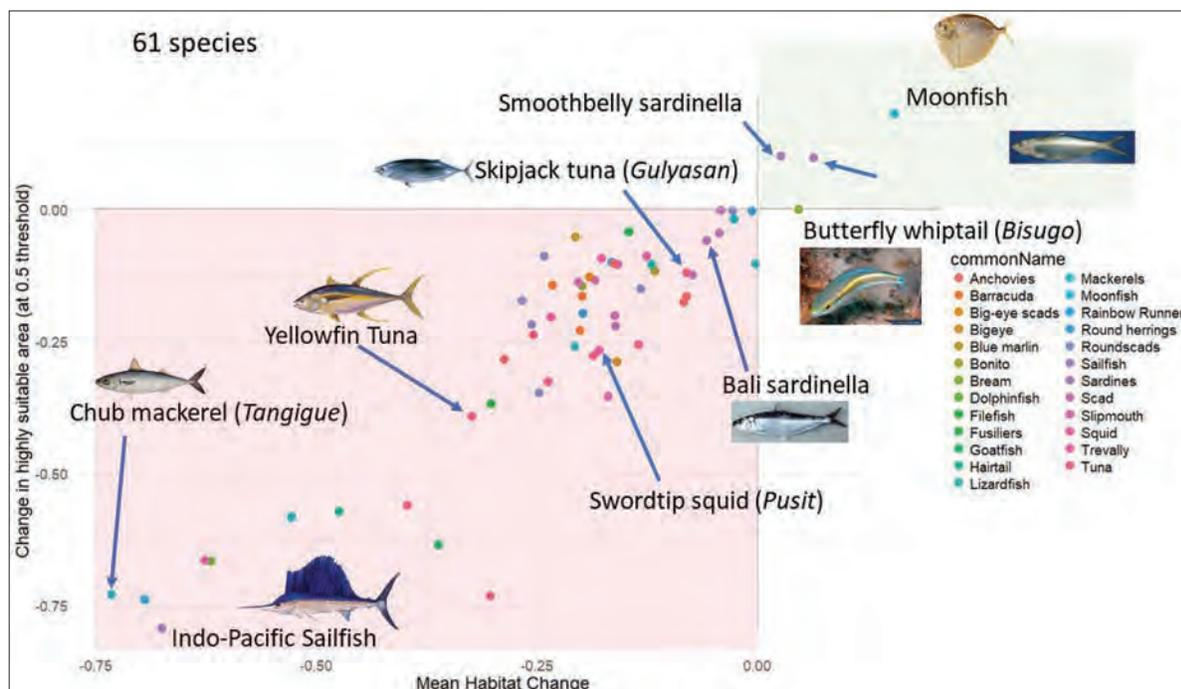 61 species
Moonfish
Smoothbelly sardinella
Skipjack tuna (Gulyasan)
0.00
Butterfly whiptail (Bisugo)
commonName
Anchovies
Barracuda
Big-eye scads
Bigeye
Blue marlin
Bonito
Bream
Dolphinfish
Filefish
Fusiliers
Goatfish
Hairtail
Lizardfish
Mackerels
Moonfish
Rainbow Runner
Round herrings
Roundscads
Sailfish
Sardines
Scad
Slipmouth
Squid
Trevally
Tuna
-0.25
Yellowfin Tuna
Bali sardinella
Chub mackerel (Tangigue)
-0.50
Swordtip squid (Pusit)
-0.75
Indo-Pacific Sailfish
Change in highly suitable area (at 0.5 threshold)
-0.75
-0.50
-0.25
0.00
Mean Habitat Change